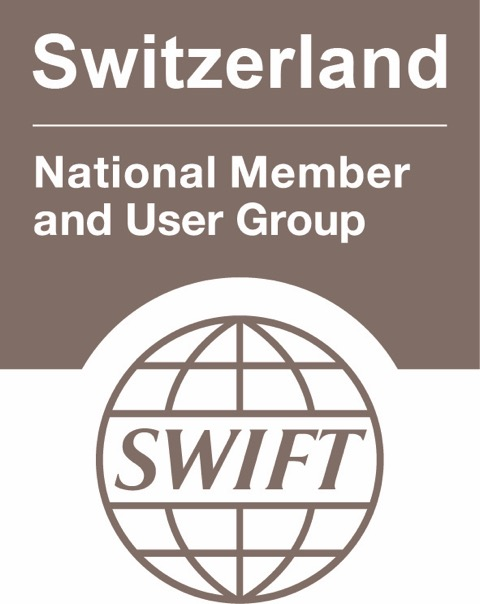 Switzerland
National Member
and User Group
SWIFT